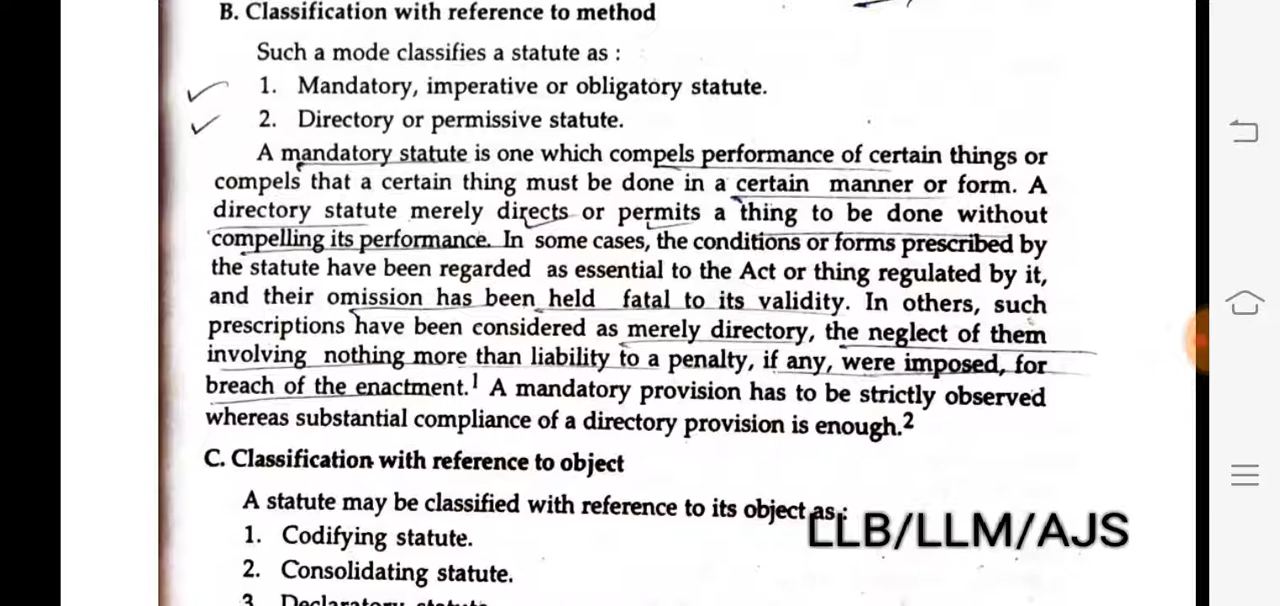 B. Classification with reference to method
Such a mode classifies a statute as :
1. Mandatory, imperative or obligatory statute.
2. Directory or permissive statute.
A mandatory statute is one which compels performance of certain things or
compels that a certain thing must be done in a certain manner or form. A
directory statute merely directs or permits a thing to be done without
compelling its performance. In some cases, the conditions or forms prescribed by
the statute have been regarded as essential to the Act or thing regulated by it,
and their omission has been held fatal to its validity. In others, such
prescriptions have been considered as merely directory, the neglect of them
involving nothing more than liability to a penalty, if any, were imposed, for
breach of the enactment.1 A mandatory provision has to be strictly observed
whereas substantial compliance of a directory provision is enough.2
C. Classification with reference to object
A statute may be classified with reference to its object as :
1. Codifying statute.
2. Consolidating statute.
3. Declaratory statute
LLB/LLM/AJS